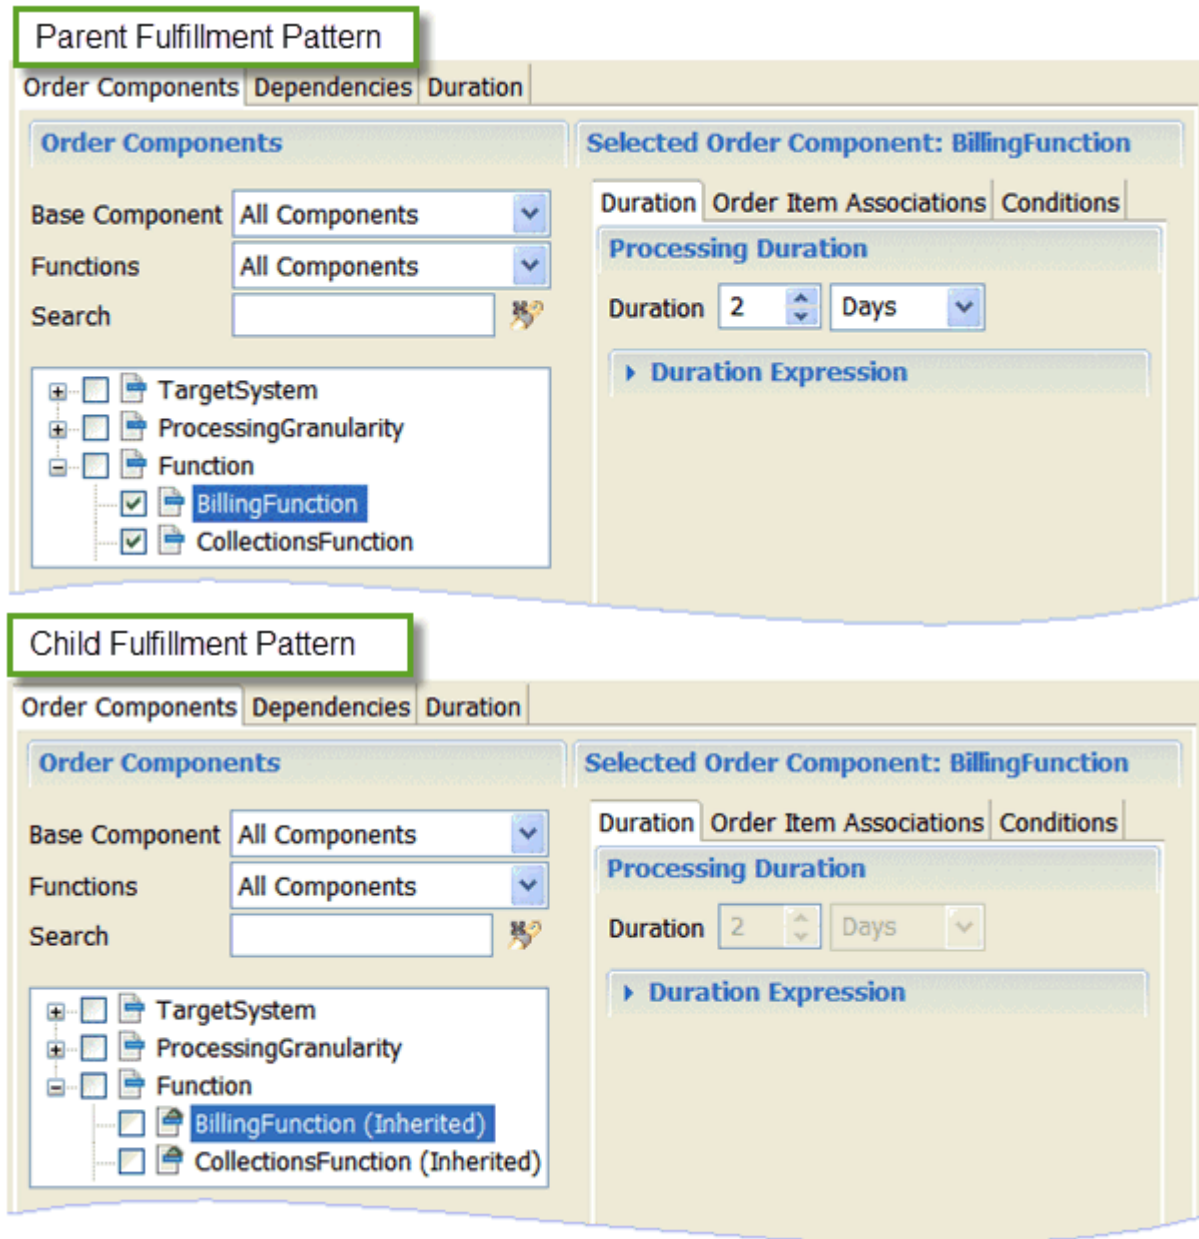 Parent Fulfillment Pattern
Order Components Dependencies Duration
Order Components
Selected Order Component: BillingFunction
Base Component All Components
Functions All Components
Search
TargetSystem
ProcessingGranularity
Function
BillingFunction
CollectionsFunction
Duration Order Item Associations Conditions
Processing Duration
Duration 2 Days
Duration Expression
Child Fulfillment Pattern
Order Components Dependencies Duration
Order Components
Selected Order Component: BillingFunction
Base Component All Components
Functions All Components
Search
TargetSystem
ProcessingGranularity
Function
BillingFunction (Inherited)
CollectionsFunction (Inherited)
Duration Order Item Associations Conditions
Processing Duration
Duration 2 Days
Duration Expression